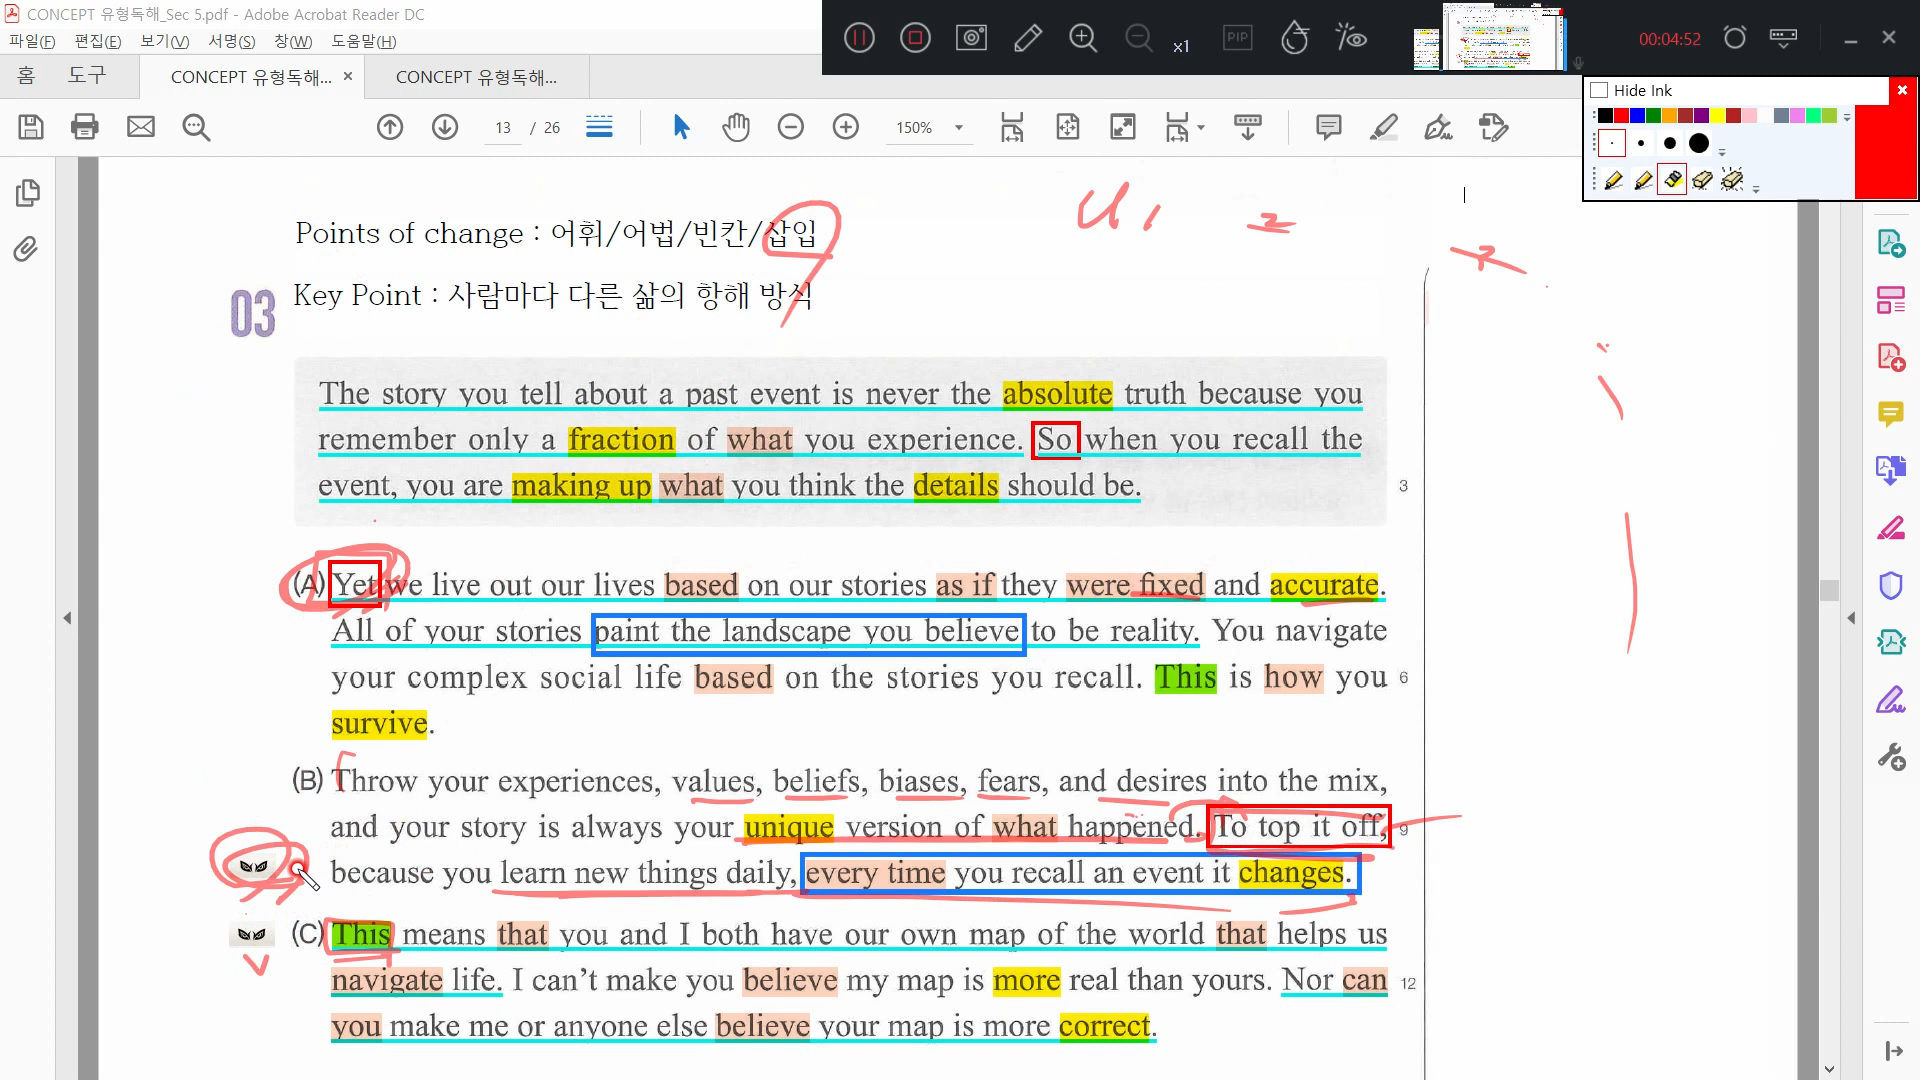 CONCEPT 유형독해_Sec 5.pdf - Adobe Acrobat Reader DC
파일(F) 편집(E) 보기(V) 서명(S) 창(W) 도움말(H)
x1
PIP
00:04:52
홈 도구 CONCEPT 유형독해... × CONCEPT 유형독해...
Hide Ink
13 / 26
150%
Points of change : 어휘/어법/빈칸/삽입
03
Key Point : 사람마다 다른 삶의 항해 방식
The story you tell about a past event is never the absolute truth because you
remember only a fraction of what you experience. So when you recall the
event, you are making up what you think the details should be. 3
(A) Yet we live out our lives based on our stories as if they were fixed and accurate.
All of your stories paint the landscape you believe to be reality. You navigate
your complex social life based on the stories you recall. This is how you 6
survive.
(B) Throw your experiences, values, beliefs, biases, fears, and desires into the mix,
and your story is always your unique version of what happened. To top it off, 9
because you learn new things daily, every time you recall an event it changes.
(C) This means that you and I both have our own map of the world that helps us
navigate life. I can't make you believe my map is more real than yours. Nor can 12
you make me or anyone else believe your map is more correct.